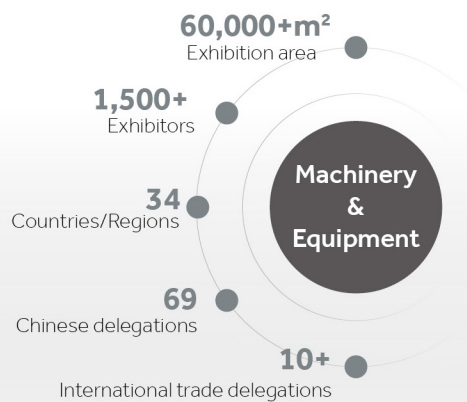 60,000+m²
Exhibition area
1,500+
Exhibitors
34
Countries/Regions
69
Chinese delegations
10+
International trade delegations
Machinery
&
Equipment